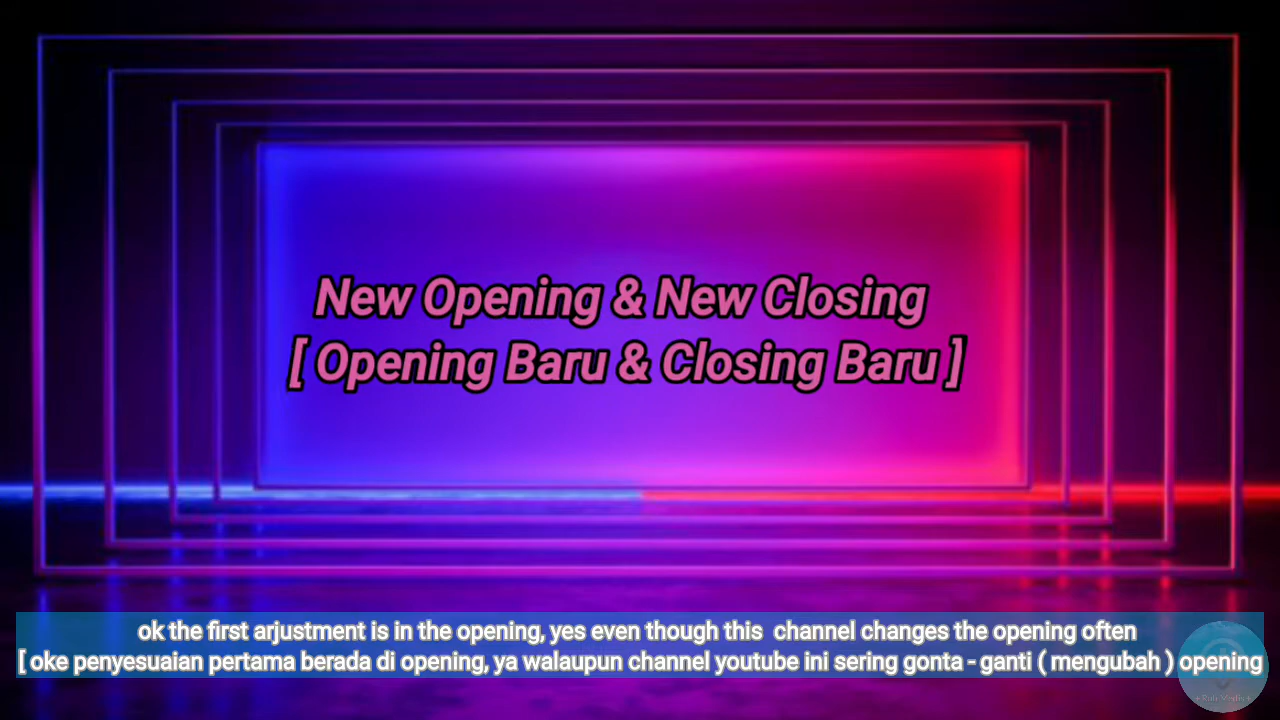 New Opening & New Closing
[ Opening Baru & Closing Baru ]
ok the first arjustment is in the opening, yes even though this channel changes the opening often
[ oke penyesuaian pertama berada di opening, ya walaupun channel youtube ini sering gonta - ganti ( mengubah ) opening